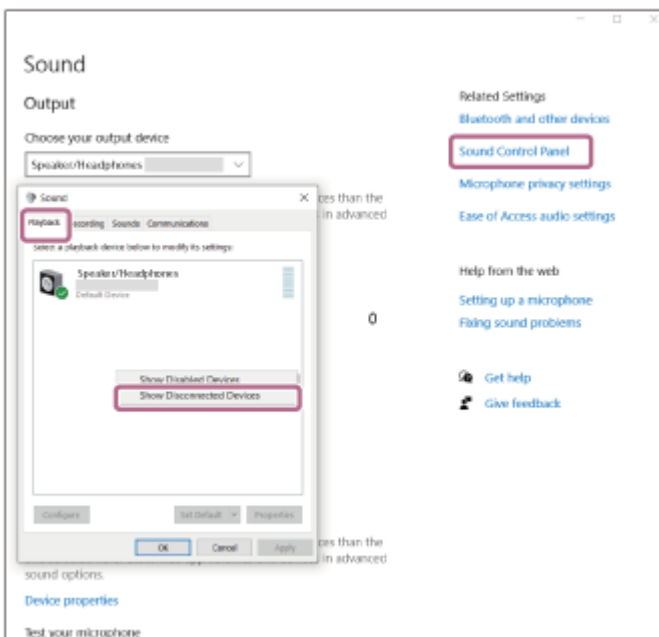 Sound
Output
Choose your output device
Speaker/Headphones
Sound
Playback Recording Sounds Communications
Select a playback device below to modify its settings:
Speaker/Headphones
Default Device
Show Disabled Devices
Show Disconnected Devices
Configure Set Default Properties
OK Cancel Apply
ces than the
in advanced
0
ces than the
in advanced
sound options.
Device properties
Test your microphone
Related Settings
Bluetooth and other devices
Sound Control Panel
Microphone privacy settings
Ease of Access audio settings
Help from the web
Setting up a microphone
Fixing sound problems
Get help
Give feedback